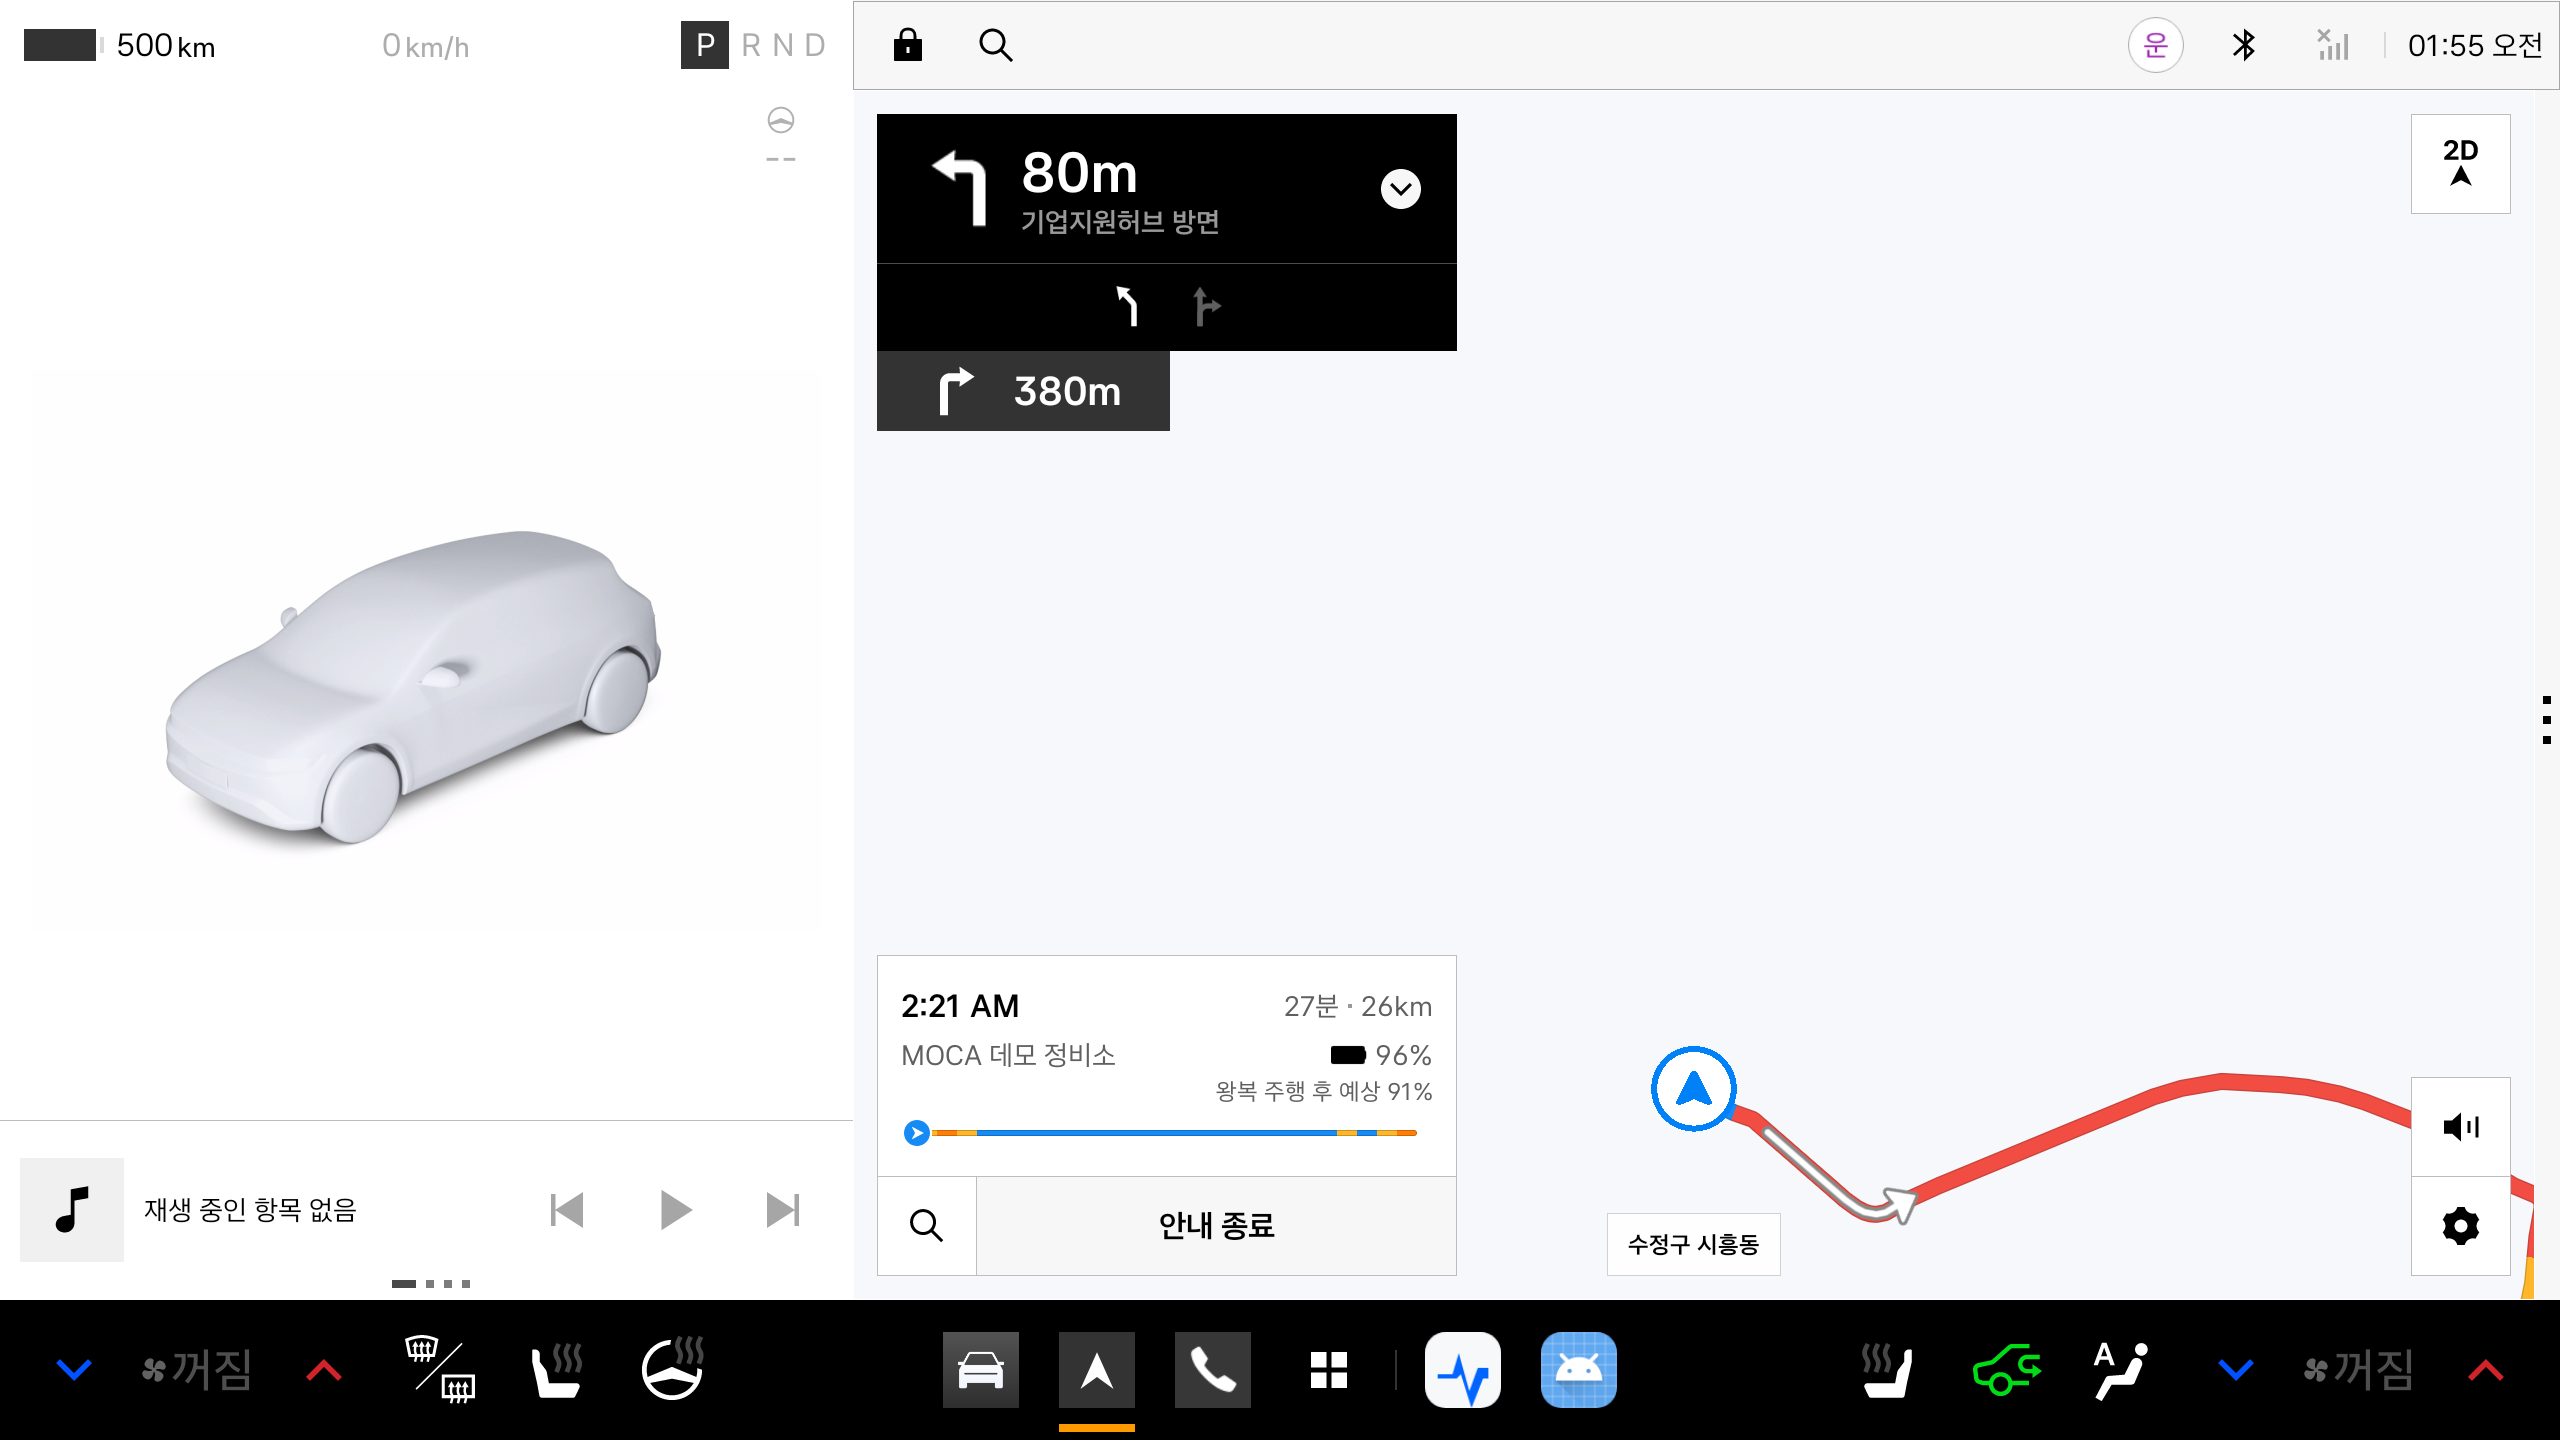 500 km
0 km/h
P R N D
운
01:55 오전
--
80m
기업지원허브 방면
380m
2D
2:21 AM
27분 · 26km
MOCA 데모 정비소
96%
왕복 주행 후 예상 91%
안내 종료
수정구 시흥동
재생 중인 항목 없음
꺼짐
A
꺼짐